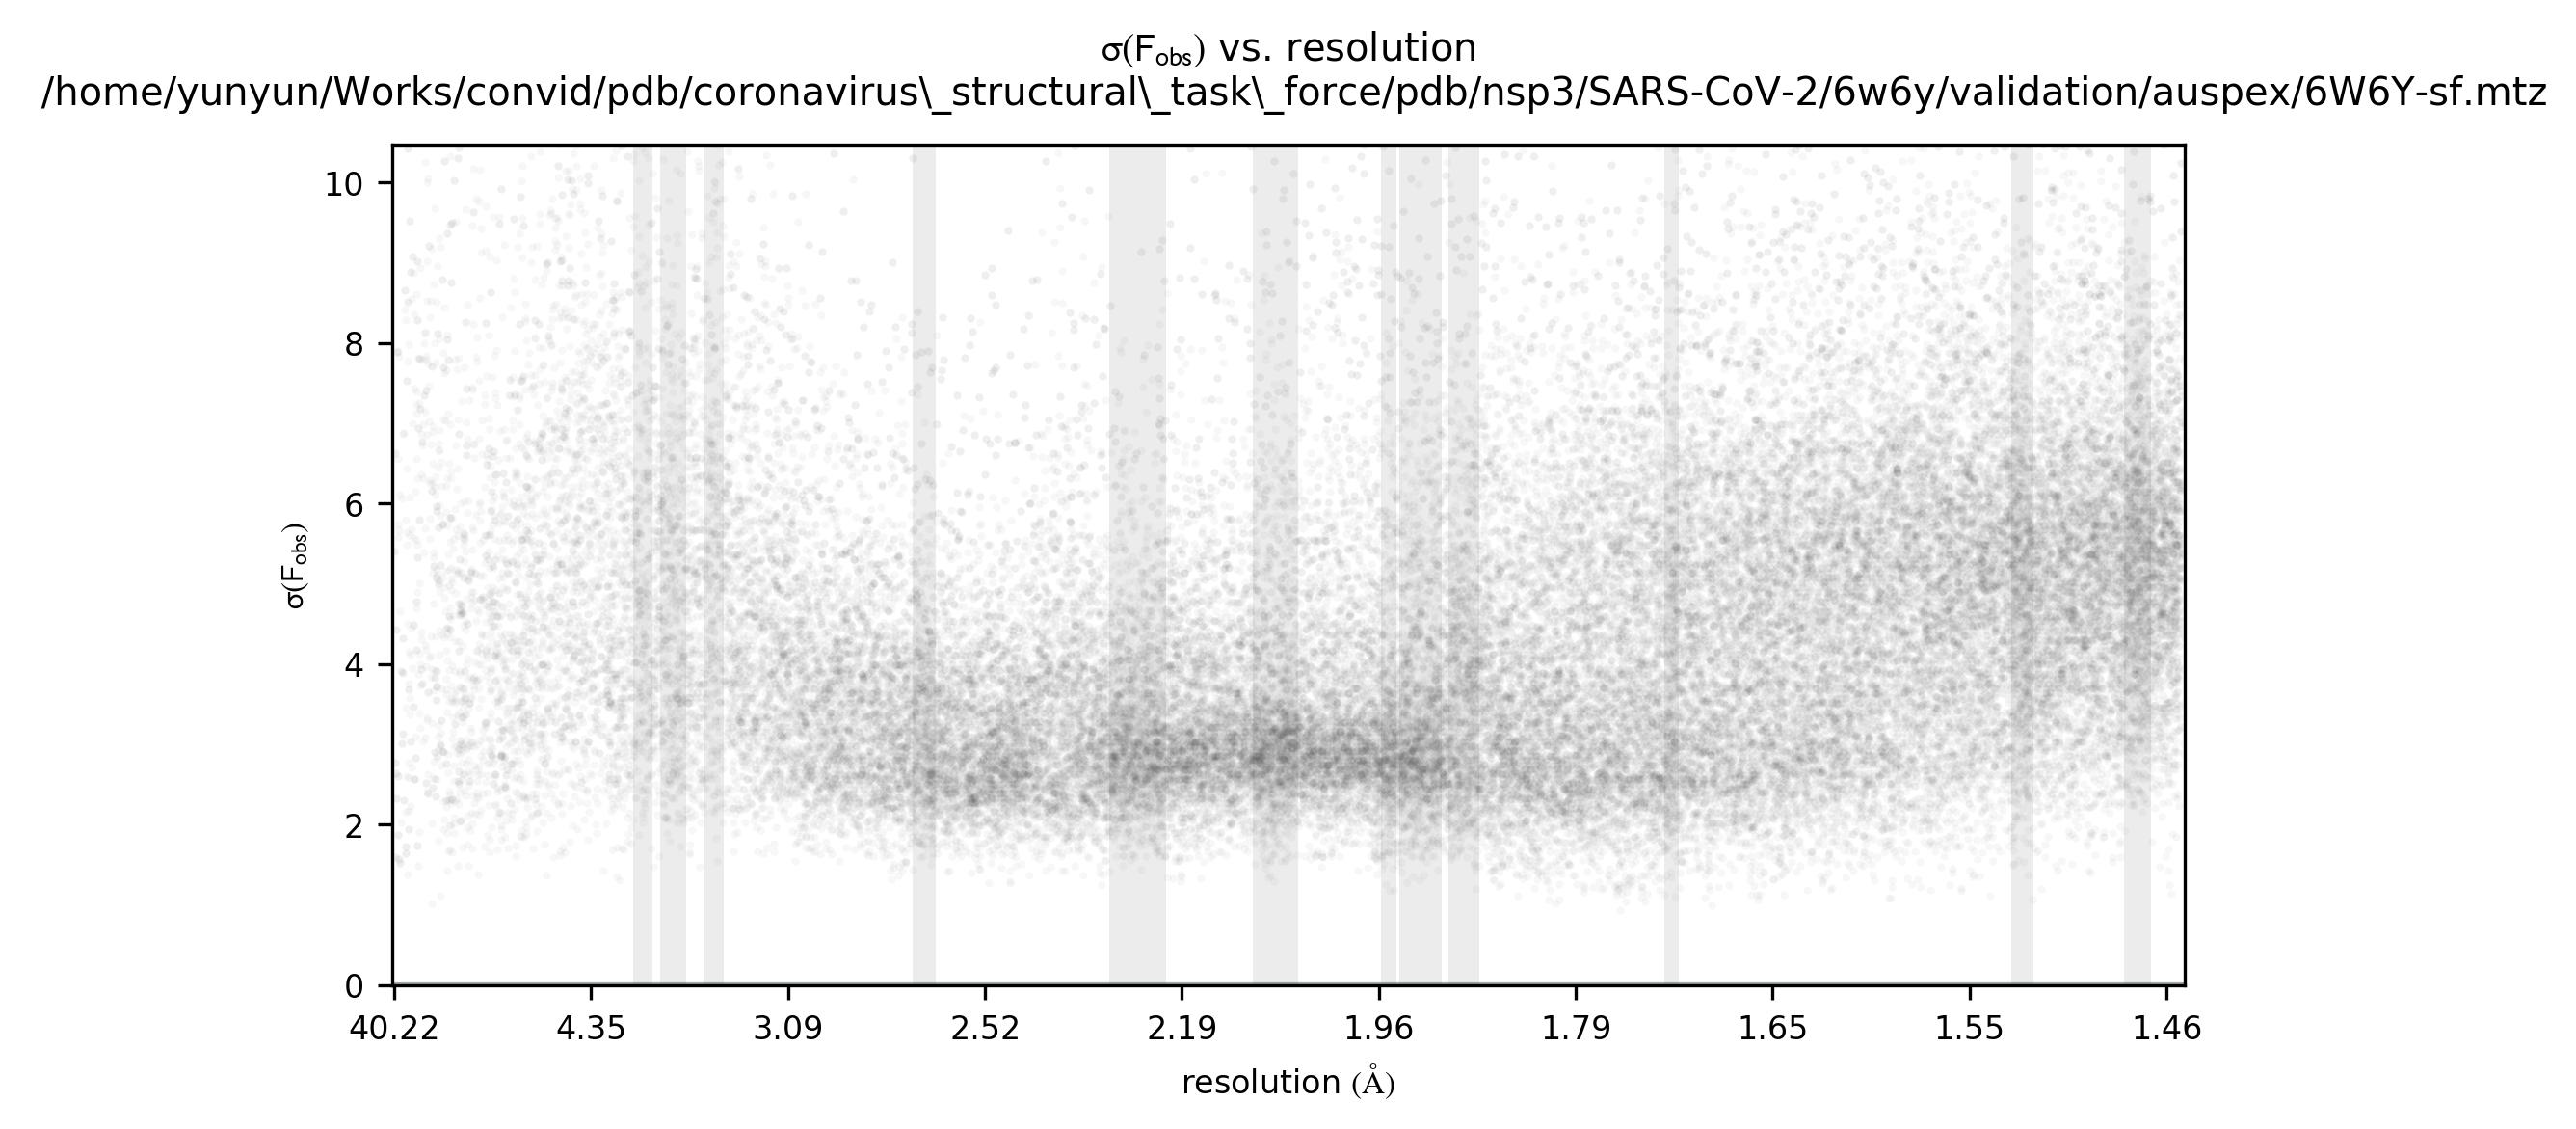 σ(Fobs) vs. resolution
/home/yunyun/Works/convid/pdb/coronavirus\_structural\_task\_force/pdb/nsp3/SARS-CoV-2/6w6y/validation/auspex/6W6Y-sf.mtz
10
8
6
4
2
0
σ(Fobs)
40.22 4.35 3.09 2.52 2.19 1.96 1.79 1.65 1.55 1.46
resolution (Å)